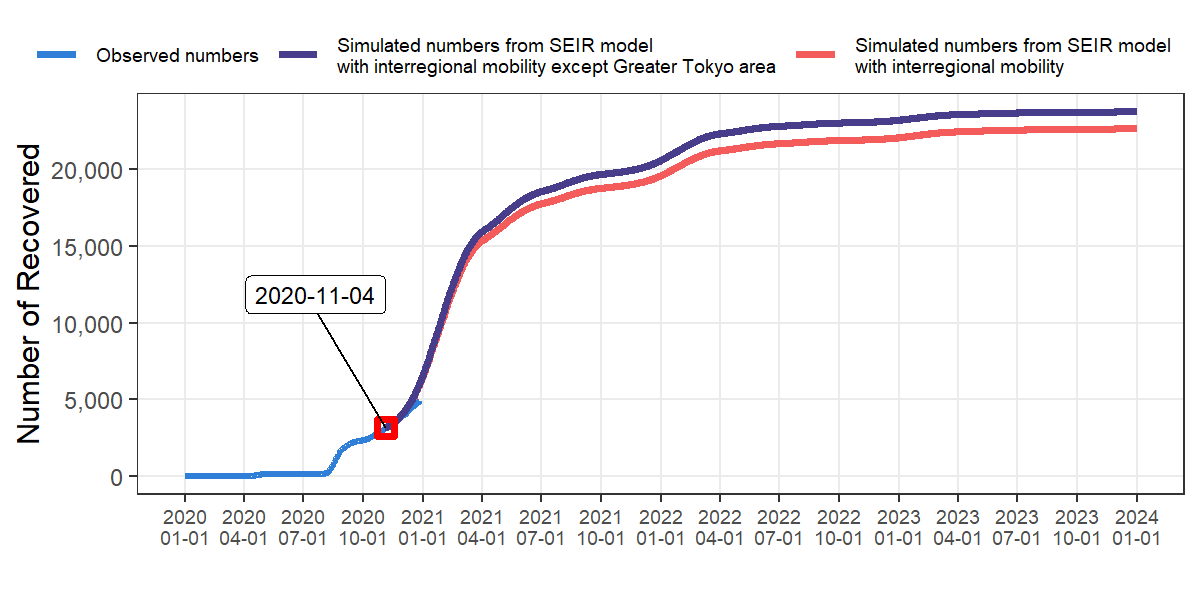 Observed numbers
Simulated numbers from SEIR model
with interregional mobility except Greater Tokyo area
Simulated numbers from SEIR model
with interregional mobility
Number of Recovered
20,000
15,000
10,000
5,000
0
2020-11-04
2020 2020 2020 2020 2021 2021 2021 2021 2022 2022 2022 2022 2023 2023 2023 2023 2024
01-01 04-01 07-01 10-01 01-01 04-01 07-01 10-01 01-01 04-01 07-01 10-01 01-01 04-01 07-01 10-01 01-01